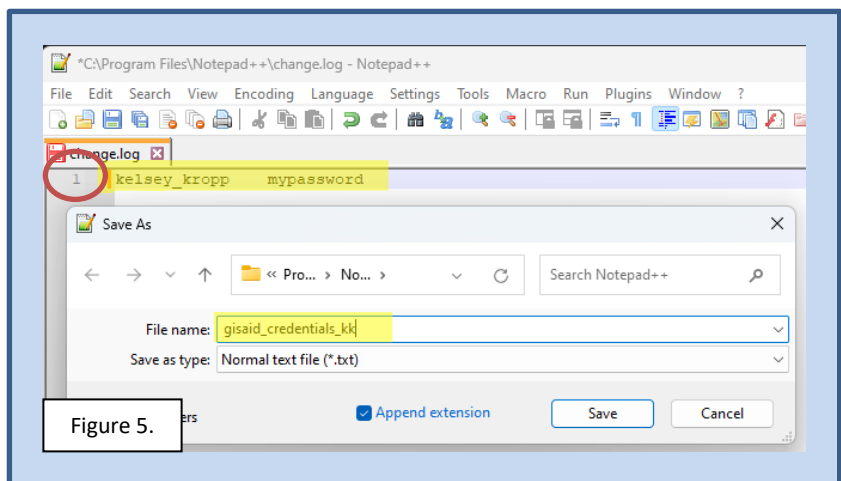 *C:\Program Files\Notepad++\change.log - Notepad++
File Edit Search View Encoding Language Settings Tools Macro Run Plugins Window ?
change.log
1 kelsey_kropp mypassword
Save As
« Pro... › No... ›
Search Notepad++
File name: gisaid_credentials_kk
Save as type: Normal text file (*.txt)
ers
Append extension
Save
Cancel
Figure 5.